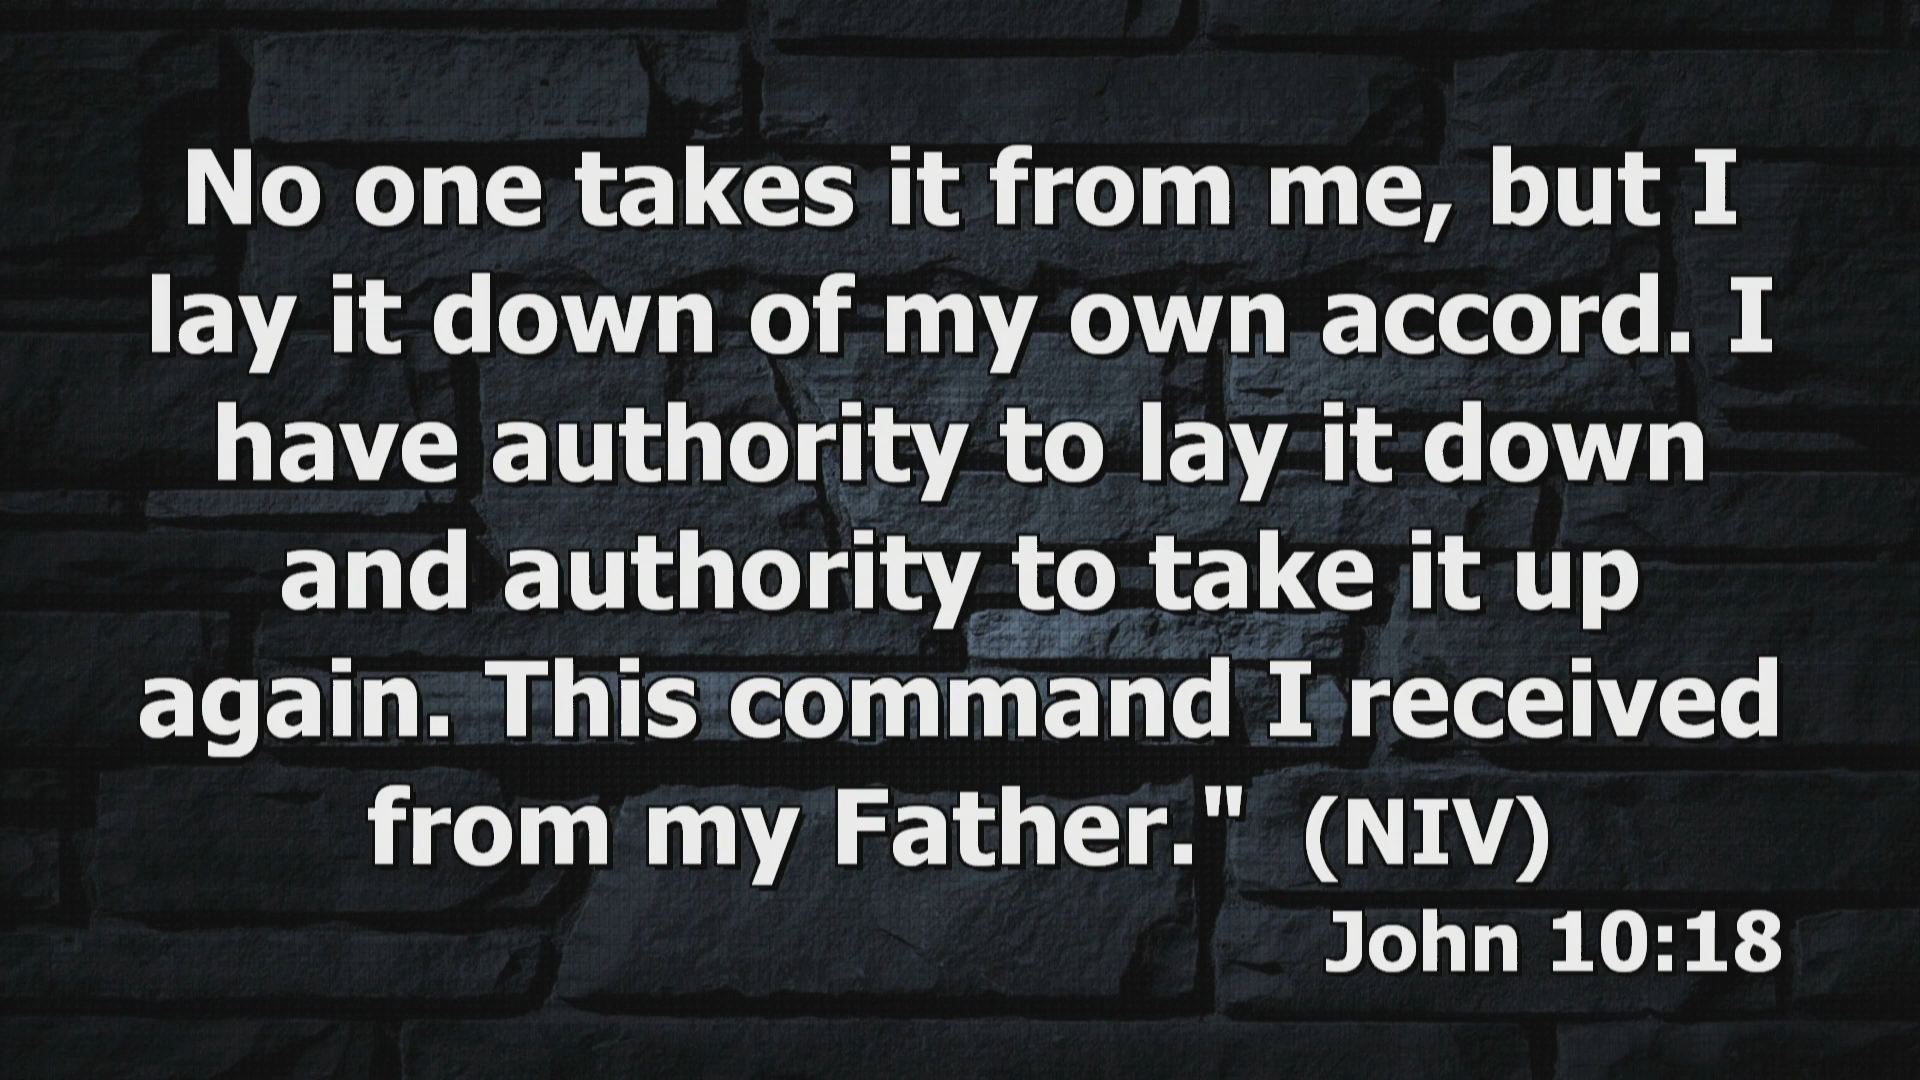 No one takes it from me, but I
lay it down of my own accord. I
have authority to lay it down
and authority to take it up
again. This command I received
from my Father." (NIV)
John 10:18